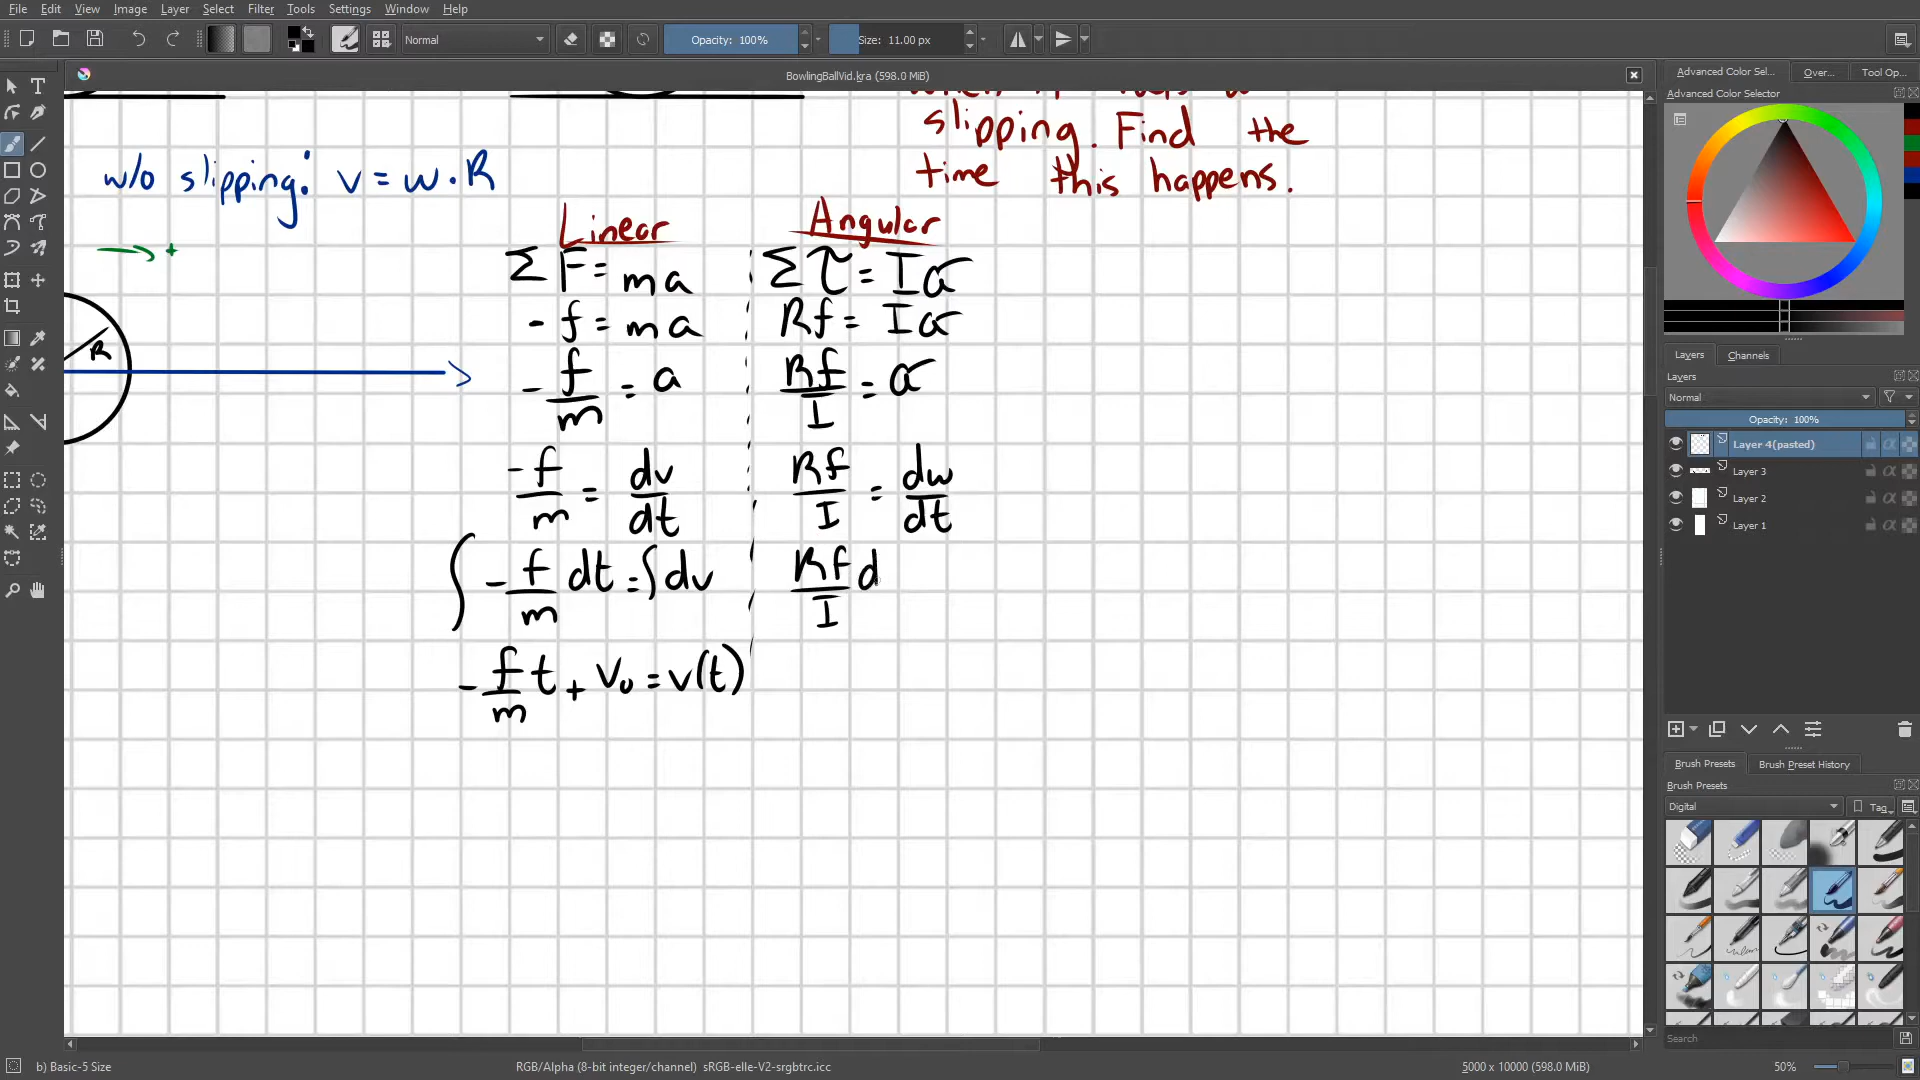 File Edit View Image Layer Select Filter Tools Settings Window Help
Normal Opacity: 100% Size: 11.00 px
BowlingBallVid.kra (598.0 MiB)
slipping. Find the
time this happens.
w/o slipping: v = w · R
+
R
Linear
Σ F = ma
- f = ma
- f/m = a
- f/m = dv/dt
∫ - f/m dt = ∫ dv
- f/m t + V₀ = v(t)
Angular
Σ τ = I α
Rf = I α
Rf/I = α
Rf/I = dw/dt
Rf/I d
Advanced Color Sel... Over... Tool Op...
Advanced Color Selector
Layers Channels
Layers
Normal
Opacity: 100%
Layer 4(pasted)
Layer 3
Layer 2
Layer 1
Brush Presets Brush Preset History
Brush Presets
Digital Tag
Search
b) Basic-5 Size RGB/Alpha (8-bit integer/channel) sRGB-elle-V2-srgbtrc.icc 5000 x 10000 (598.0 MiB) 50%